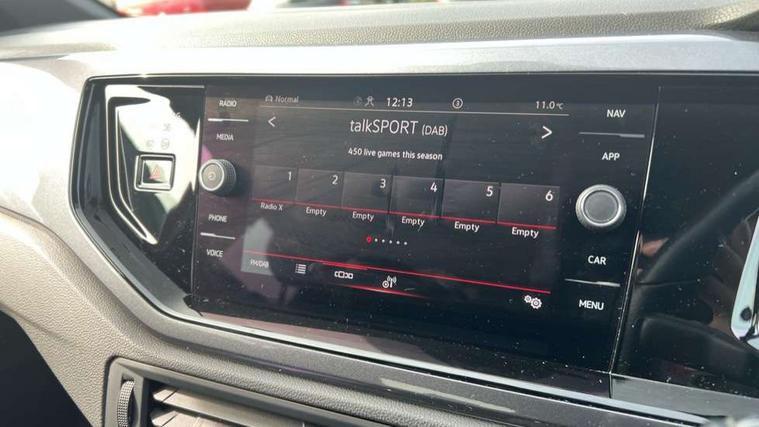 RADIO
MEDIA
PHONE
VOICE
Normal 12:13 3 11.0°C
< talkSPORT (DAB) >
450 live games this season
1 2 3 4 5 6
Radio X Empty Empty Empty Empty Empty
FM/DAB
NAV
APP
CAR
MENU